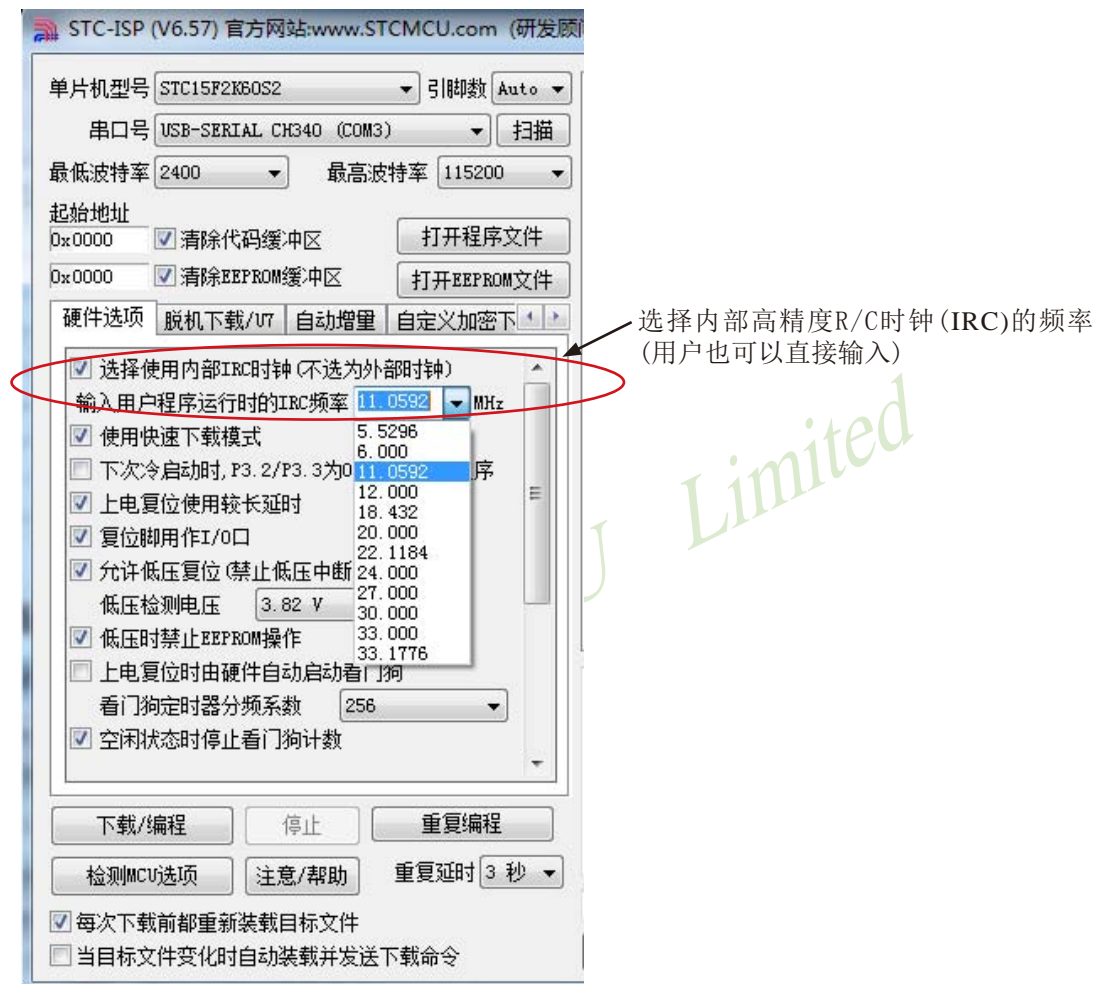 STC-ISP (V6.57) 官方网站:www.STCMCU.com (研发顾
单片机型号 STC15F2K60S2 引脚数 Auto
串口号 USB-SERIAL CH340 (COM3) 扫描
最低波特率 2400 最高波特率 115200
起始地址
0x0000 清除代码缓冲区 打开程序文件
0x0000 清除EEPROM缓冲区 打开EEPROM文件
硬件选项 脱机下载/U7 自动增量 自定义加密下
选择使用内部IRC时钟(不选为外部时钟)
输入用户程序运行时的IRC频率 11.0592 MHz
使用快速下载模式
下次冷启动时,P3.2/P3.3为0 序
上电复位使用较长延时
复位脚用作I/O口
允许低压复位(禁止低压中断
低压检测电压 3.82 V
低压时禁止EEPROM操作
上电复位时由硬件自动启动看门狗
看门狗定时器分频系数 256
空闲状态时停止看门狗计数
5.5296
6.000
11.0592
12.000
18.432
20.000
22.1184
24.000
27.000
30.000
33.000
33.1776
下载/编程 停止 重复编程
检测MCU选项 注意/帮助 重复延时 3 秒
每次下载前都重新装载目标文件
当目标文件变化时自动装载并发送下载命令
选择内部高精度R/C时钟(IRC)的频率
(用户也可以直接输入)
U Limited